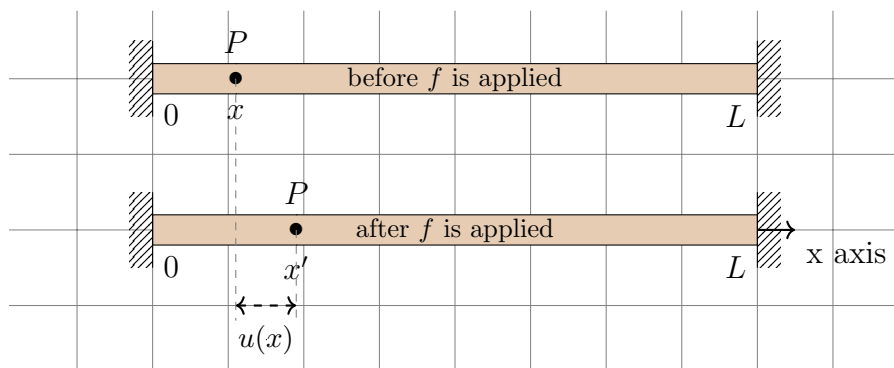 P
before f is applied
0 x L
P
after f is applied
0 x′ L
x axis
u(x)